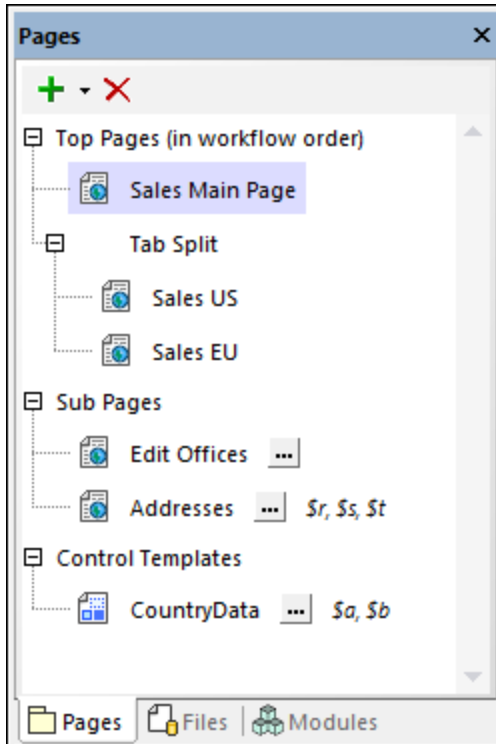 Pages
Top Pages (in workflow order)
Sales Main Page
Tab Split
Sales US
Sales EU
Sub Pages
Edit Offices ...
Addresses ... $r, $s, $t
Control Templates
CountryData ... $a, $b
Pages Files Modules